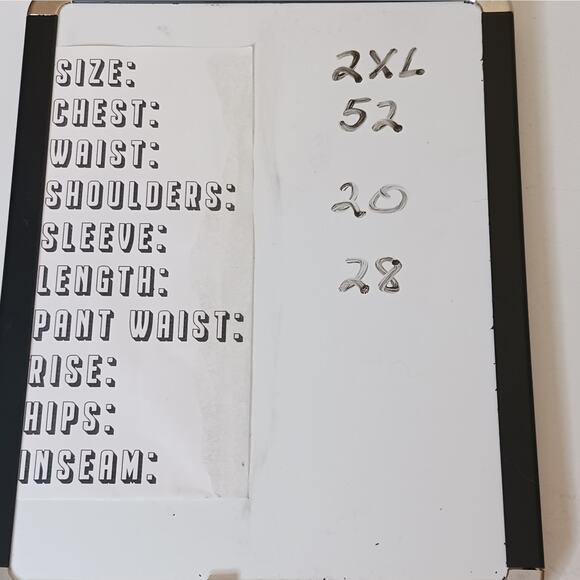 SIZE: 2XL
CHEST: 52
WAIST:
SHOULDERS: 20
SLEEVE:
LENGTH: 28
PANT WAIST:
RISE:
HIPS:
INSEAM: